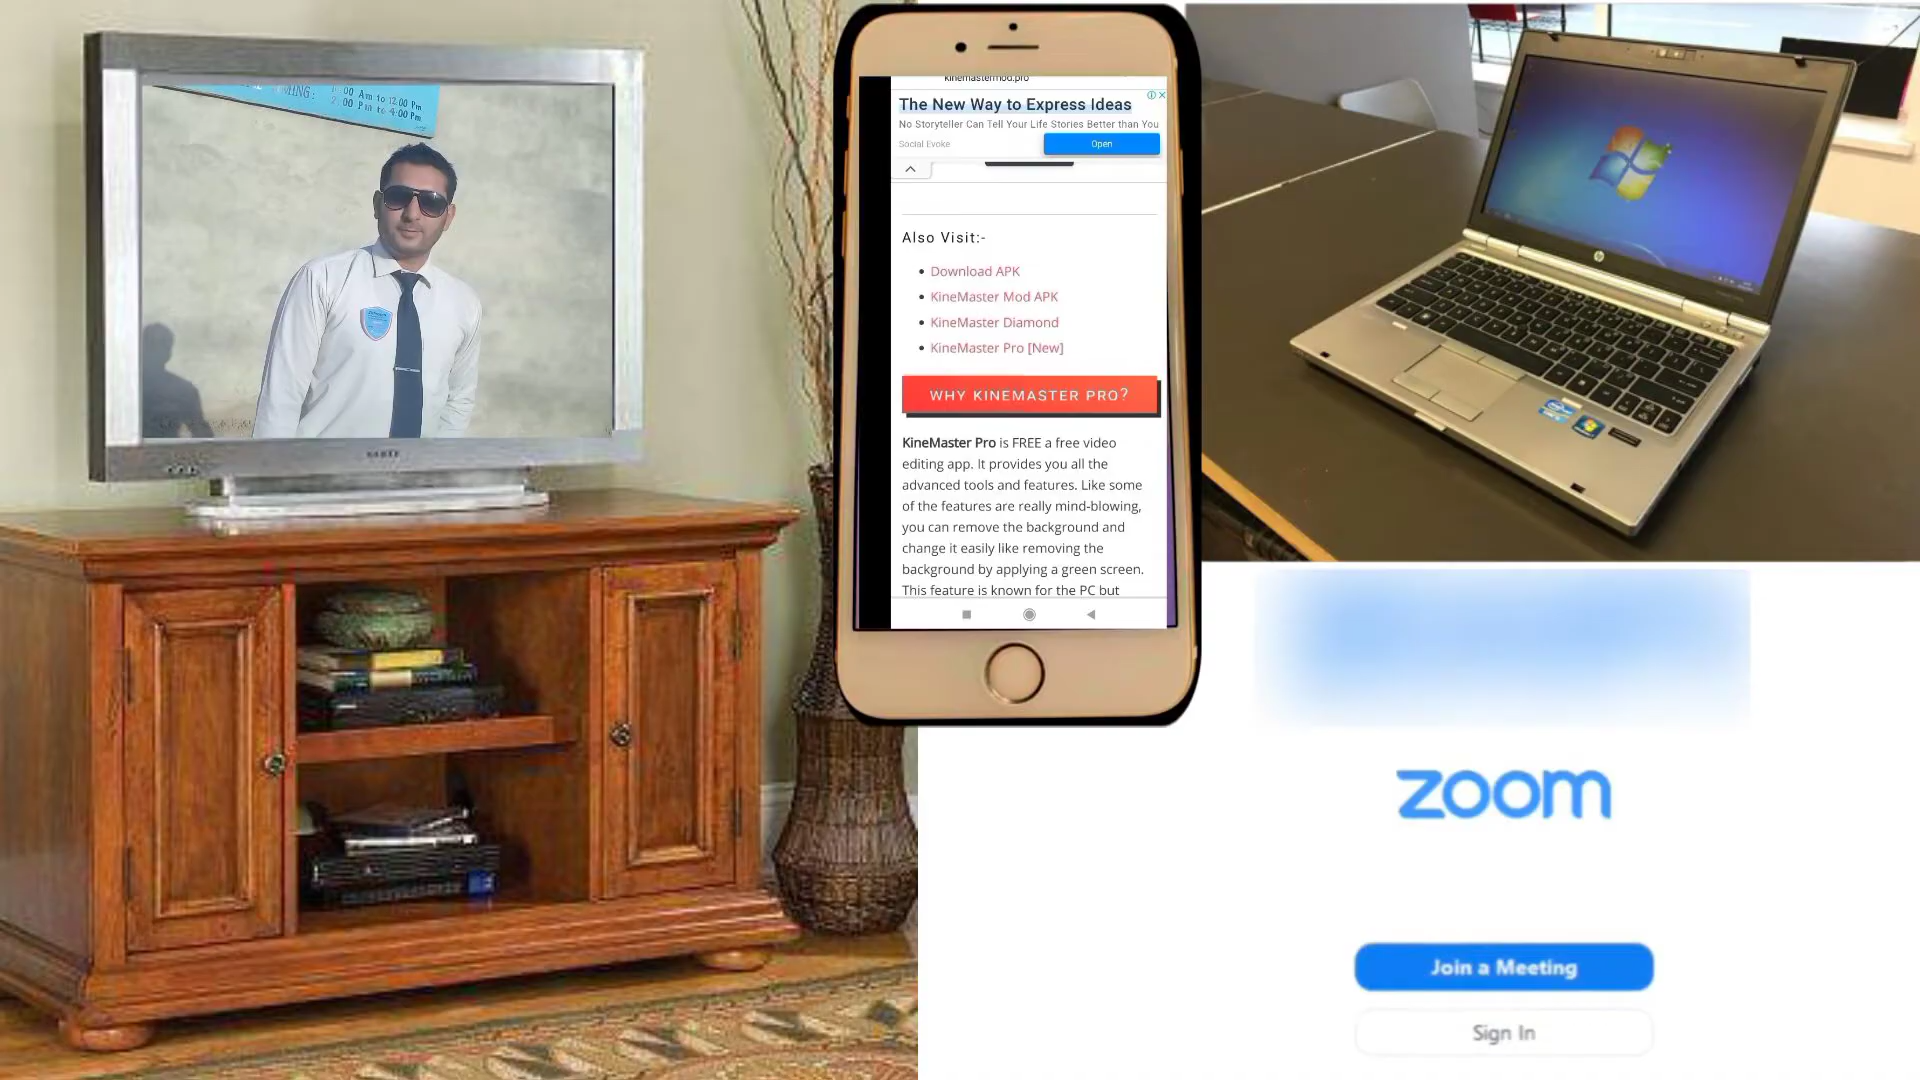 MING: 00 Am to 12.00 Pm
00 Pm to 4:00 Pm
kinemastermod.pro
The New Way to Express Ideas
No Storyteller Can Tell Your Life Stories Better than You
Social Evoke
Open
Also Visit:-
Download APK
KineMaster Mod APK
KineMaster Diamond
KineMaster Pro [New]
WHY KINEMASTER PRO?
KineMaster Pro is FREE a free video
editing app. It provides you all the
advanced tools and features. Like some
of the features are really mind-blowing,
you can remove the background and
change it easily like removing the
background by applying a green screen.
This feature is known for the PC but
hp
zoom
Join a Meeting
Sign In